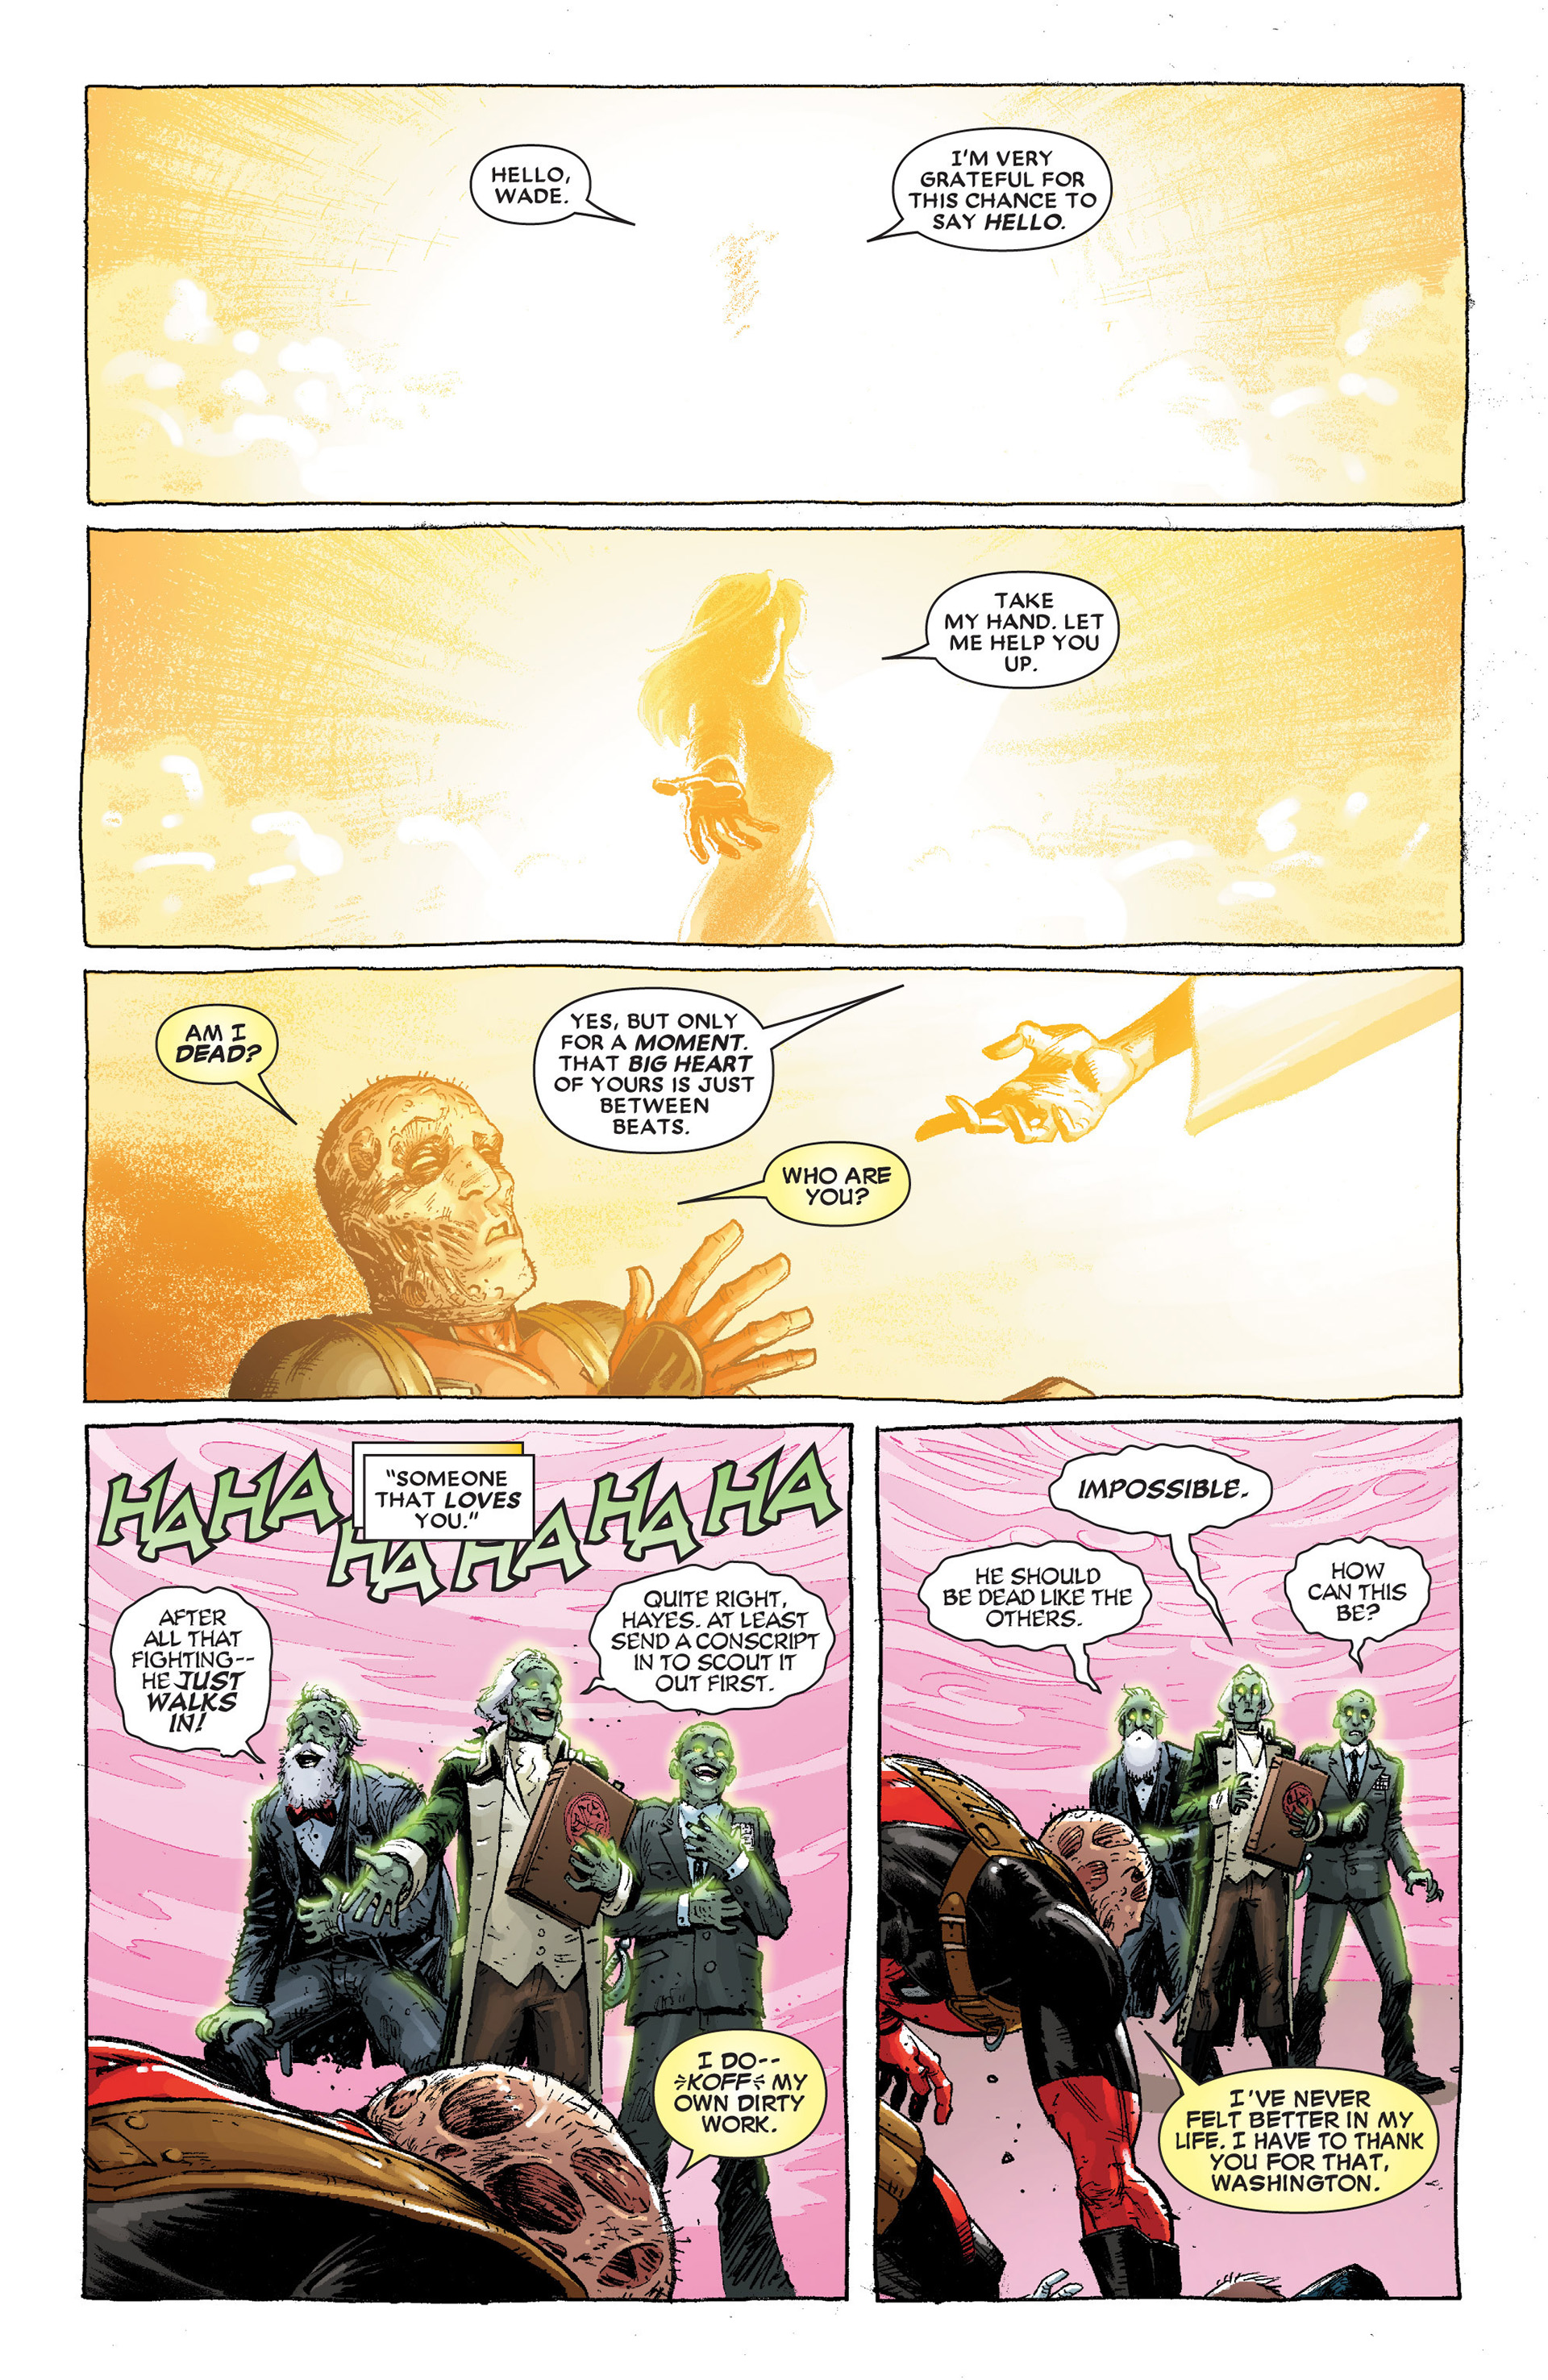 HELLO,
WADE.
I'M VERY
GRATEFUL FOR
THIS CHANCE TO
SAY HELLO.
TAKE
MY HAND. LET
ME HELP YOU
UP.
AM I
DEAD?
YES, BUT ONLY
FOR A MOMENT.
THAT BIG HEART
OF YOURS IS JUST
BETWEEN
BEATS.
WHO ARE
YOU?
"SOMEONE
THAT LOVES
YOU."
HAHA HAHA HAHA
AFTER
ALL THAT
FIGHTING--
HE JUST
WALKS
IN!
QUITE RIGHT,
HAYES. AT LEAST
SEND A CONSCRIPT
IN TO SCOUT IT
OUT FIRST.
I DO--
KOFF MY
OWN DIRTY
WORK.
IMPOSSIBLE.
HE SHOULD
BE DEAD LIKE THE
OTHERS.
HOW
CAN THIS
BE?
I'VE NEVER
FELT BETTER IN MY
LIFE. I HAVE TO THANK
YOU FOR THAT,
WASHINGTON.